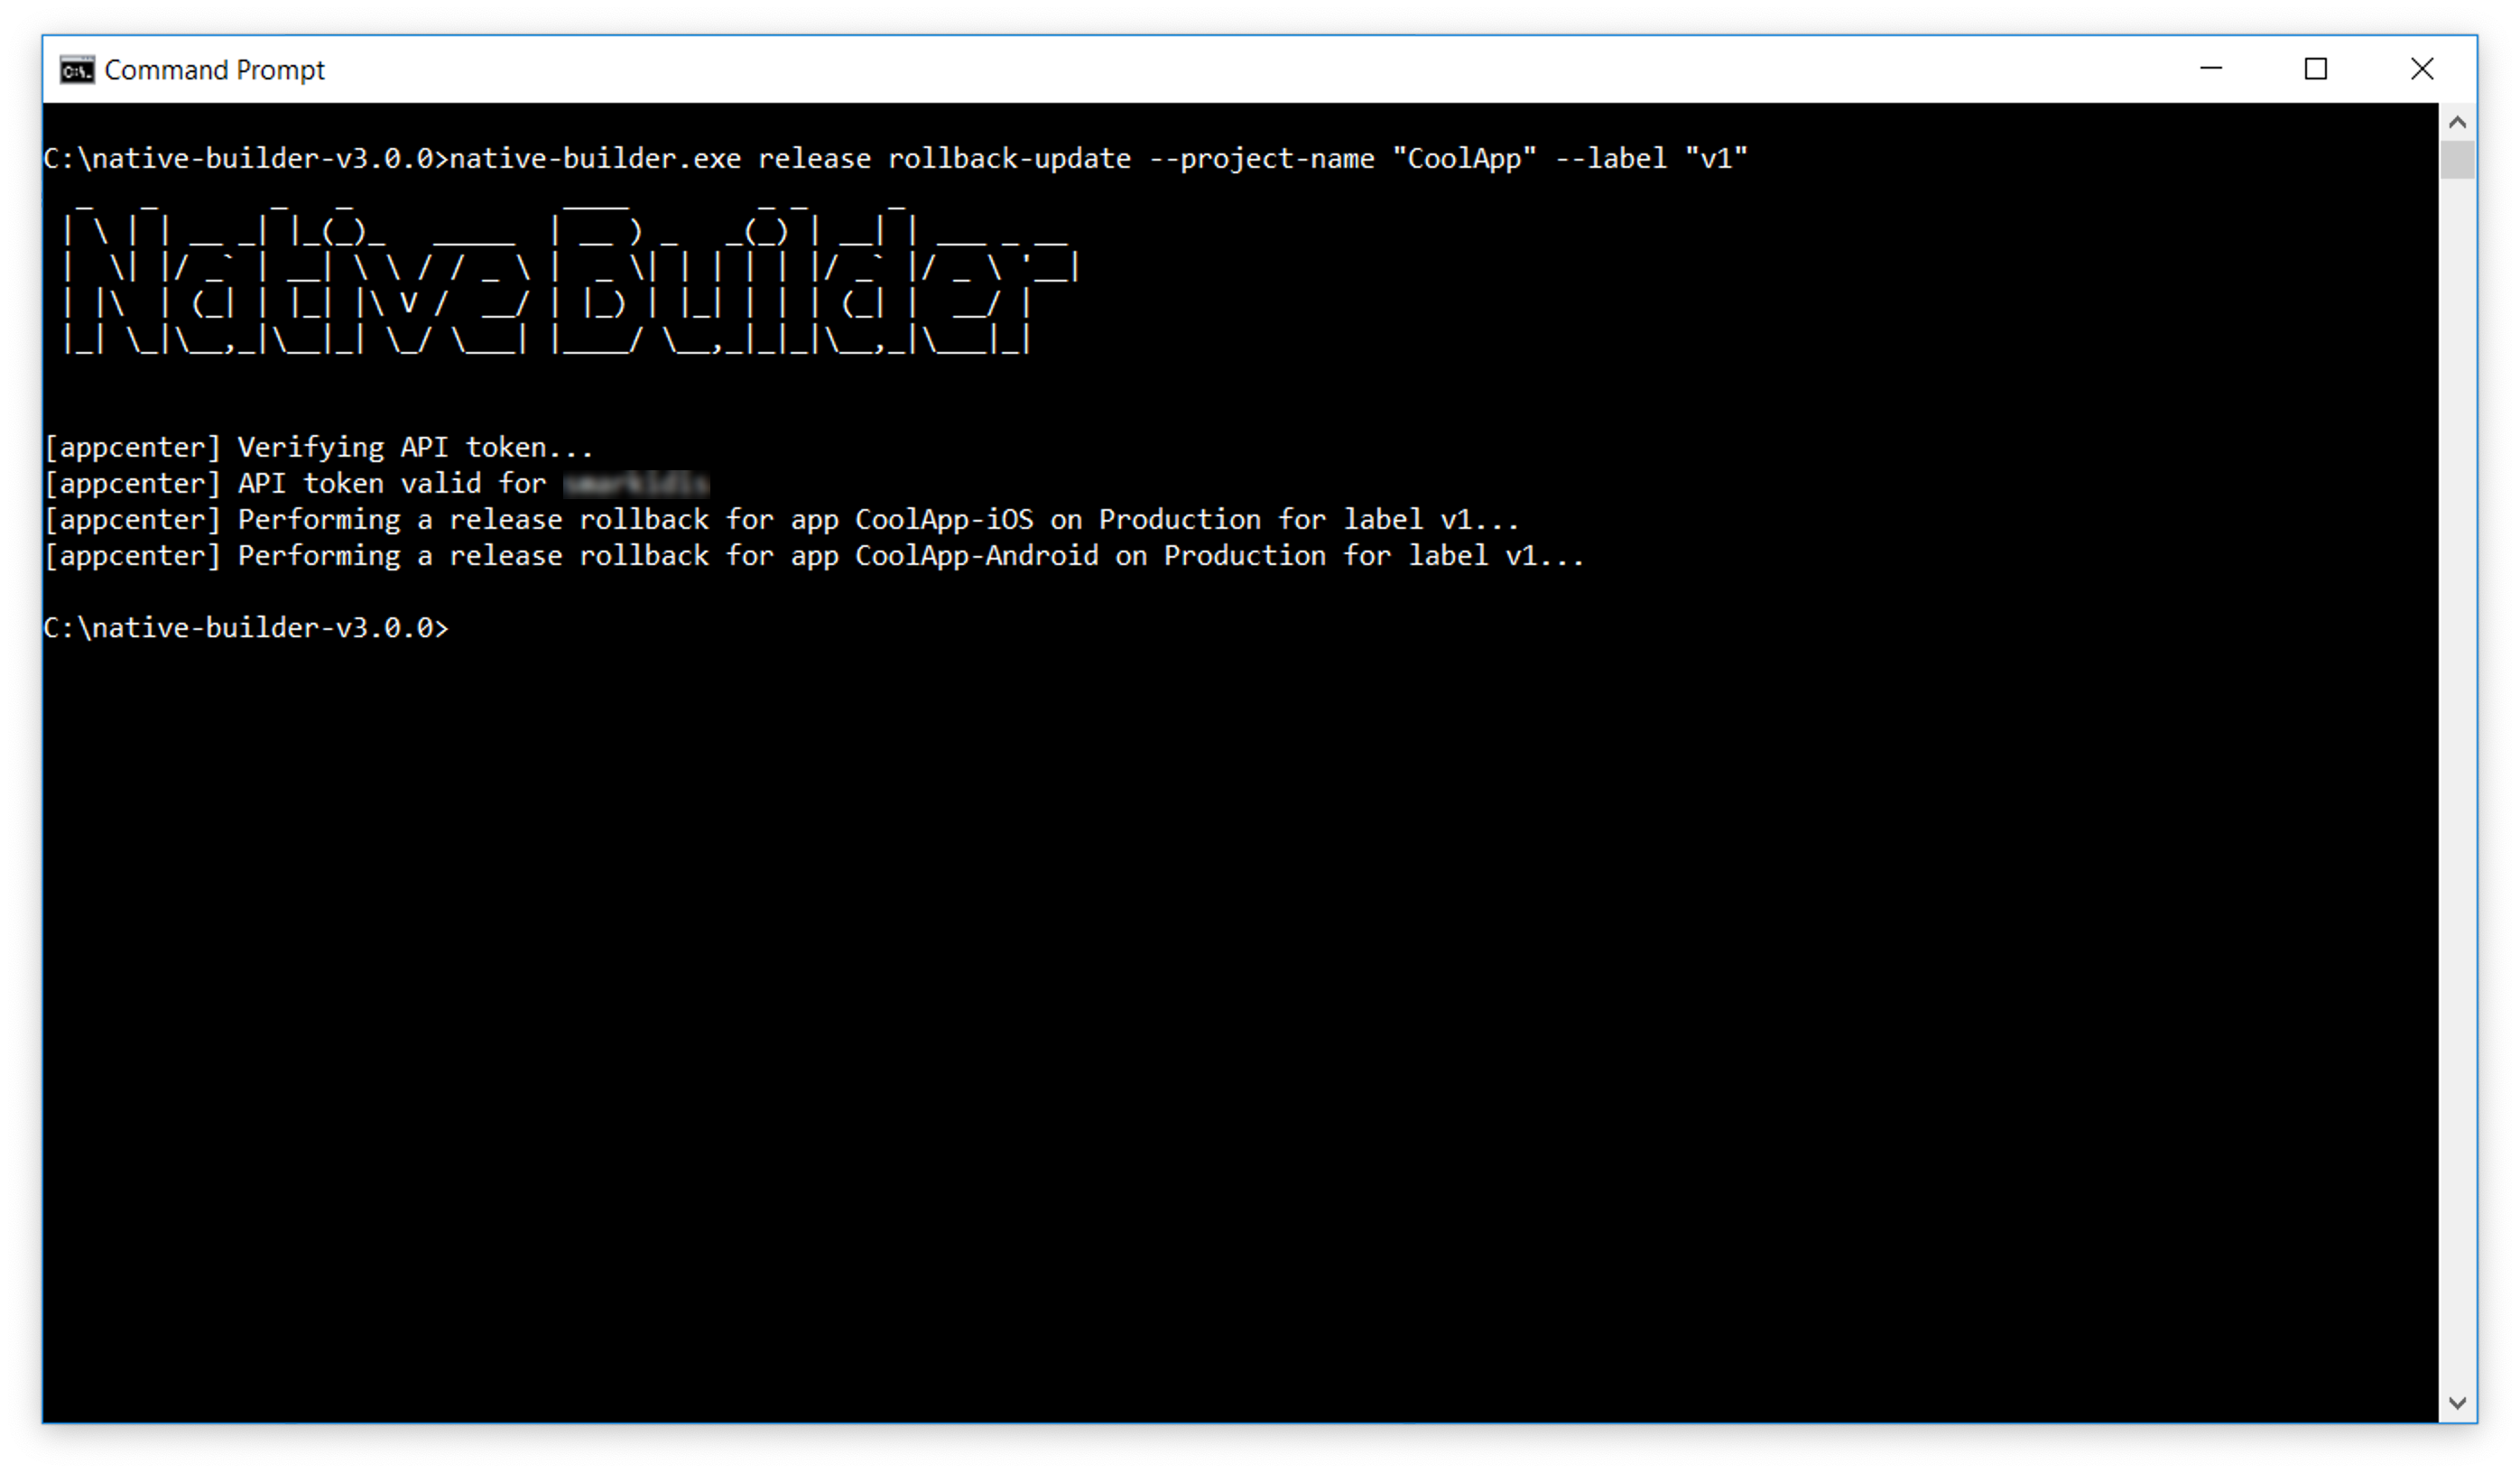 Command Prompt
C:\native-builder-v3.0.0>native-builder.exe release rollback-update --project-name "CoolApp" --label "v1"
Native Builder
[appcenter] Verifying API token...
[appcenter] API token valid for
[appcenter] Performing a release rollback for app CoolApp-iOS on Production for label v1...
[appcenter] Performing a release rollback for app CoolApp-Android on Production for label v1...
C:\native-builder-v3.0.0>